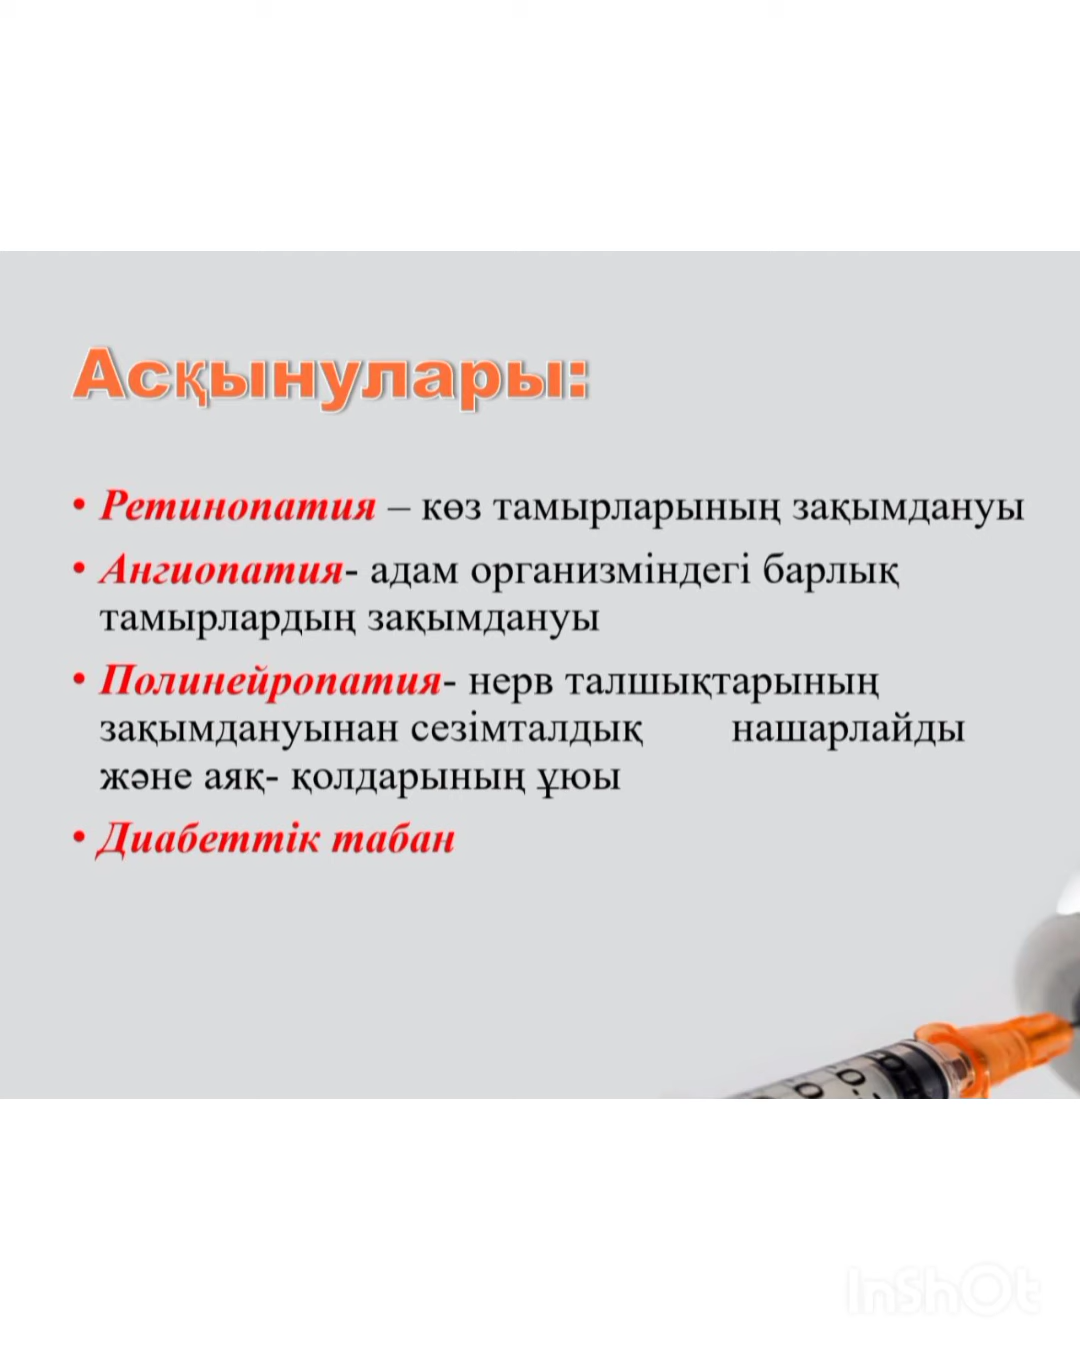 Асқынулары:
• Ретинопатия – көз тамырларының зақымдануы
• Ангиопатия- адам организміндегі барлық
тамырлардың зақымдануы
• Полинейропатия- нерв талшықтарының
зақымдануынан сезімталдық нашарлайды
және аяқ- қолдарының ұюы
• Диабеттік табан
InShOt